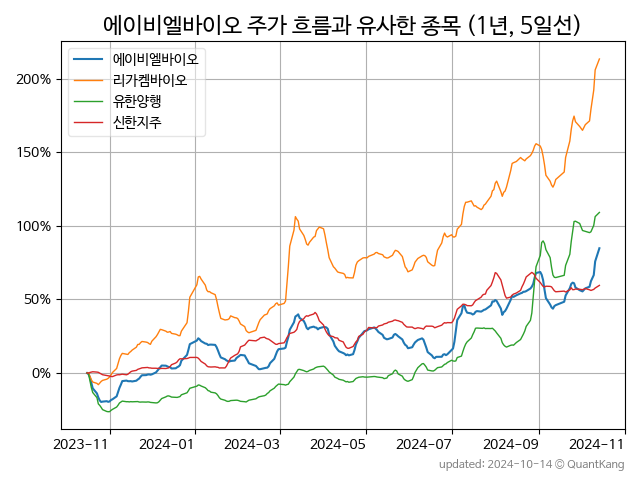 에이비엘바이오 주가 흐름과 유사한 종목 (1년, 5일선)
에이비엘바이오
리가켐바이오
유한양행
신한지주
200%
150%
100%
50%
0%
2023-11
2024-01
2024-03
2024-05
2024-07
2024-09
2024-11
updated: 2024-10-14 © QuantKang